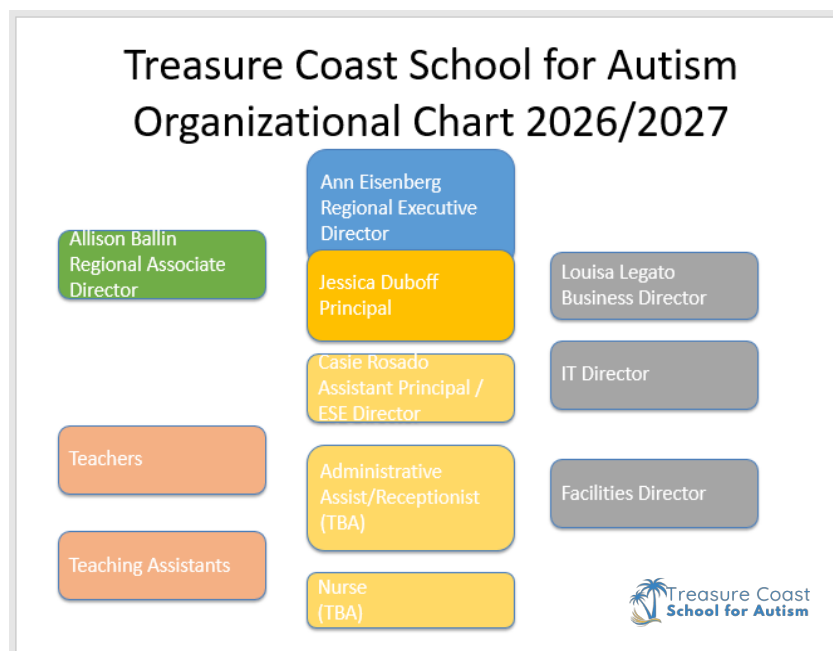 Treasure Coast School for Autism
Organizational Chart 2026/2027
Ann Eisenberg
Regional Executive
Director
Allison Ballin
Regional Associate
Director
Jessica Duboff
Principal
Louisa Legato
Business Director
Casie Rosado
Assistant Principal /
ESE Director
IT Director
Teachers
Administrative
Assist/Receptionist
(TBA)
Facilities Director
Teaching Assistants
Nurse
(TBA)
Treasure Coast
School for Autism